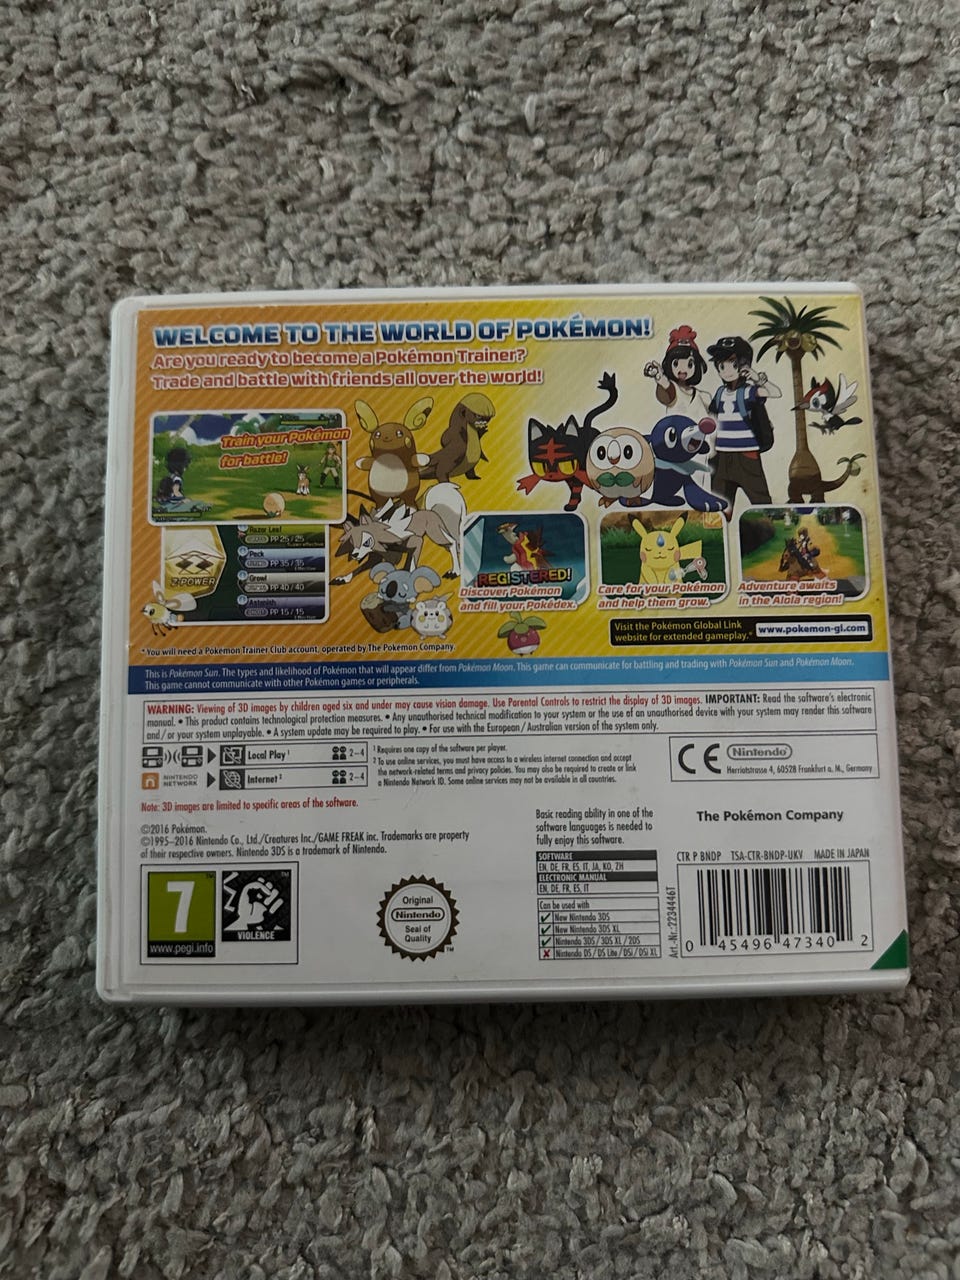 WELCOME TO THE WORLD OF POKÉMON!
Are you ready to become a Pokémon Trainer?
Trade and battle with friends all over the world!
Train your Pokémon
for battle!
Razor Leaf
PP 25/25
Peck
PP 35/35
Growl
PP 40/40
Astonish
GHOST PP 15/15
Z-POWER
REGISTERED!
Discover Pokémon
and fill your Pokédex.
Care for your Pokémon
and help them grow.
Adventure awaits
in the Alola region!
Visit the Pokémon Global Link
website for extended gameplay.*
www.pokemon-gl.com
* You will need a Pokémon Trainer Club account, operated by The Pokémon Company.
This is Pokémon Sun. The types and likelihood of Pokémon that will appear differ from Pokémon Moon. This game can communicate for battling and trading with Pokémon Sun and Pokémon Moon.
This game cannot communicate with other Pokémon games or peripherals.
WARNING: Viewing of 3D images by children aged six and under may cause vision damage. Use Parental Controls to restrict the display of 3D images. IMPORTANT: Read the software's electronic
manual. • This product contains technological protection measures. • Any unauthorised technical modification to your system or the use of an unauthorised device with your system may render this software
and/or your system unplayable. • A system update may be required to play. • For use with the European/Australian version of the system only.
Local Play¹ 2-4
NINTENDO
NETWORK
Internet² 2-4
¹ Requires one copy of the software per player.
² To use online services, you must have access to a wireless internet connection and accept
the network-related terms and privacy policies. You may also be required to create or link
a Nintendo Network ID. Some online services may not be available in all countries.
CE
Nintendo
Herriotstrasse 4, 60528 Frankfurt a. M., Germany
Note: 3D images are limited to specific areas of the software.
©2016 Pokémon.
©1995–2016 Nintendo Co., Ltd./Creatures Inc./GAME FREAK inc. Trademarks are property
of their respective owners. Nintendo 3DS is a trademark of Nintendo.
Basic reading ability in one of the
software languages is needed to
fully enjoy this software.
The Pokémon Company
7
www.pegi.info
VIOLENCE
TM
Original
Nintendo
Seal of
Quality
TM
SOFTWARE
EN, DE, FR, ES, IT, JA, KO, ZH
ELECTRONIC MANUAL
EN, DE, FR, ES, IT
Can be used with
New Nintendo 3DS
New Nintendo 3DS XL
Nintendo 3DS/3DS XL/2DS
Nintendo DS/DS Lite/DSi/DSi XL
Art.-Nr.: 2234446T
CTR P BNDP TSA-CTR-BNDP-UKV MADE IN JAPAN
0 45496 47340 2